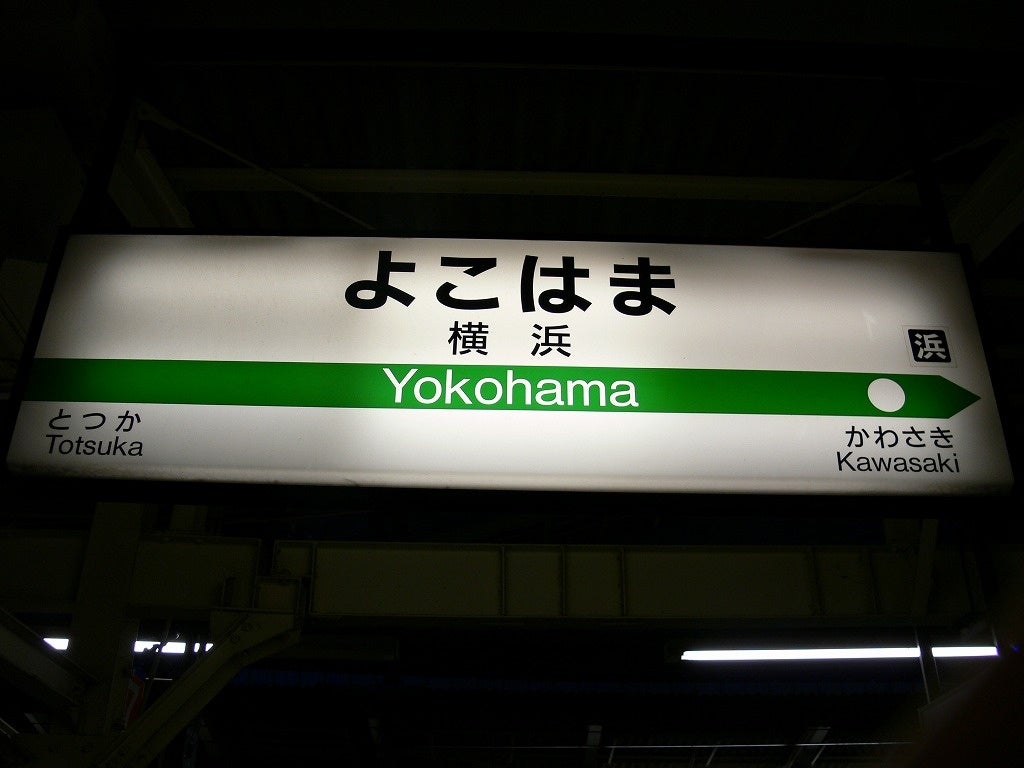 よこはま
横浜
浜
Yokohama
とつか
Totsuka
かわさき
Kawasaki